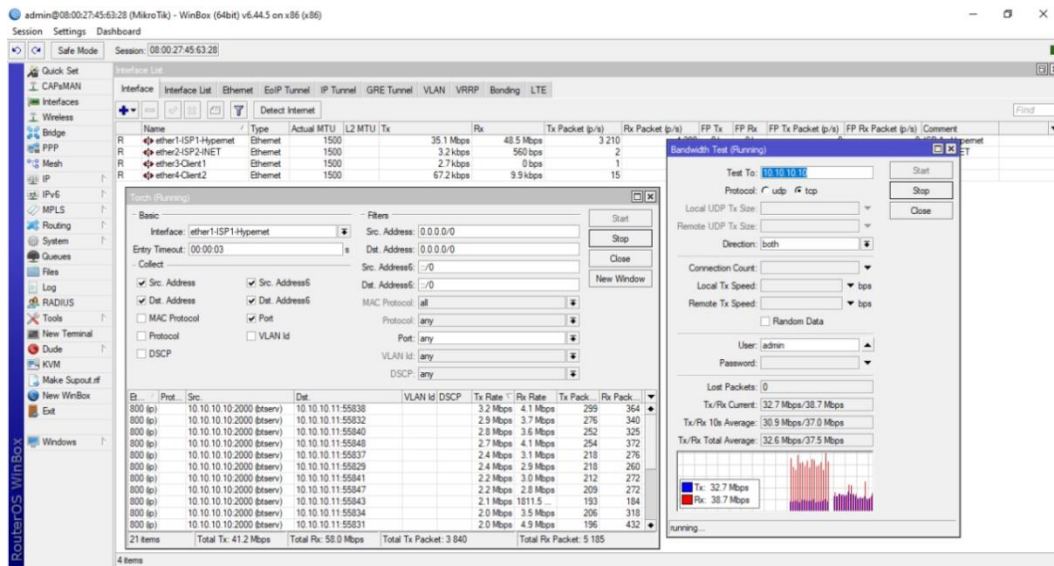 admin@08:00:27:45:63:28 (MikroTik) - WinBox (64bit) v6.44.5 on x86 (x86)
Session Settings Dashboard
Safe Mode Session: 08:00:27:45:63:28
Quick Set
CAPsMAN
Interfaces
Wireless
Bridge
PPP
Mesh
IP
IPv6
MPLS
Routing
System
Queues
Files
Log
RADIUS
Tools
New Terminal
Dude
KVM
Make Supout.rif
New WinBox
Exit
Windows
RouterOS WinBox
Interface List
Interface Interface List Ethernet EoIP Tunnel IP Tunnel GRE Tunnel VLAN VRRP Bonding LTE
Detect Internet Find
Name Type Actual MTU L2 MTU Tx Rx Tx Packet (p/s) Rx Packet (p/s) FP Tx FP Rx FP Tx Packet (p/s) FP Rx Packet (p/s) Comment
R ether1-ISP1-Hypernet Ethernet 1500 35.1 Mbps 48.5 Mbps 3 210
R ether2-ISP2-INET Ethernet 1500 3.2 kbps 560 bps 2
R ether3-Client1 Ethernet 1500 2.7 kbps 0 bps 1
R ether4-Client2 Ethernet 1500 67.2 kbps 9.9 kbps 15
4 items
Torch (Running)
Basic
Interface: ether1-ISP1-Hypernet
Entry Timeout: 00:00:03 s
Collect
Src. Address Src. Address6
Dst. Address Dst. Address6
MAC Protocol Port
Protocol VLAN Id
DSCP
Filters
Src. Address: 0.0.0.0/0
Dst. Address: 0.0.0.0/0
Src. Address6: ::/0
Dst. Address6: ::/0
MAC Protocol: all
Protocol: any
Port: any
VLAN Id: any
DSCP: any
Start
Stop
Close
New Window
Et... Prot... Src. Dst. VLAN Id DSCP Tx Rate Rx Rate Tx Pack... Rx Pack...
800 (ip) 10.10.10.10:2000 (btserv) 10.10.10.11:55838 3.2 Mbps 4.1 Mbps 299 364
800 (ip) 10.10.10.10:2000 (btserv) 10.10.10.11:55832 2.9 Mbps 3.7 Mbps 276 340
800 (ip) 10.10.10.10:2000 (btserv) 10.10.10.11:55840 2.8 Mbps 3.6 Mbps 252 325
800 (ip) 10.10.10.10:2000 (btserv) 10.10.10.11:55848 2.7 Mbps 4.1 Mbps 254 372
800 (ip) 10.10.10.10:2000 (btserv) 10.10.10.11:55837 2.4 Mbps 3.1 Mbps 218 276
800 (ip) 10.10.10.10:2000 (btserv) 10.10.10.11:55829 2.4 Mbps 2.9 Mbps 218 260
800 (ip) 10.10.10.10:2000 (btserv) 10.10.10.11:55841 2.2 Mbps 3.0 Mbps 212 272
800 (ip) 10.10.10.10:2000 (btserv) 10.10.10.11:55847 2.2 Mbps 2.8 Mbps 209 272
800 (ip) 10.10.10.10:2000 (btserv) 10.10.10.11:55843 2.1 Mbps 1811.5 ... 193 184
800 (ip) 10.10.10.10:2000 (btserv) 10.10.10.11:55834 2.0 Mbps 3.5 Mbps 206 318
800 (ip) 10.10.10.10:2000 (btserv) 10.10.10.11:55831 2.0 Mbps 4.9 Mbps 196 432
21 items Total Tx: 41.2 Mbps Total Rx: 58.0 Mbps Total Tx Packet: 3 840 Total Rx Packet: 5 185
Bandwidth Test (Running)
Test To: 10.10.10.10
Protocol: udp tcp
Local UDP Tx Size:
Remote UDP Tx Size:
Direction: both
Connection Count:
Local Tx Speed: bps
Remote Tx Speed: bps
Random Data
User: admin
Password:
Lost Packets: 0
Tx/Rx Current: 32.7 Mbps/38.7 Mbps
Tx/Rx 10s Average: 30.9 Mbps/37.0 Mbps
Tx/Rx Total Average: 32.6 Mbps/37.5 Mbps
Tx: 32.7 Mbps
Rx: 38.7 Mbps
running...
Start
Stop
Close